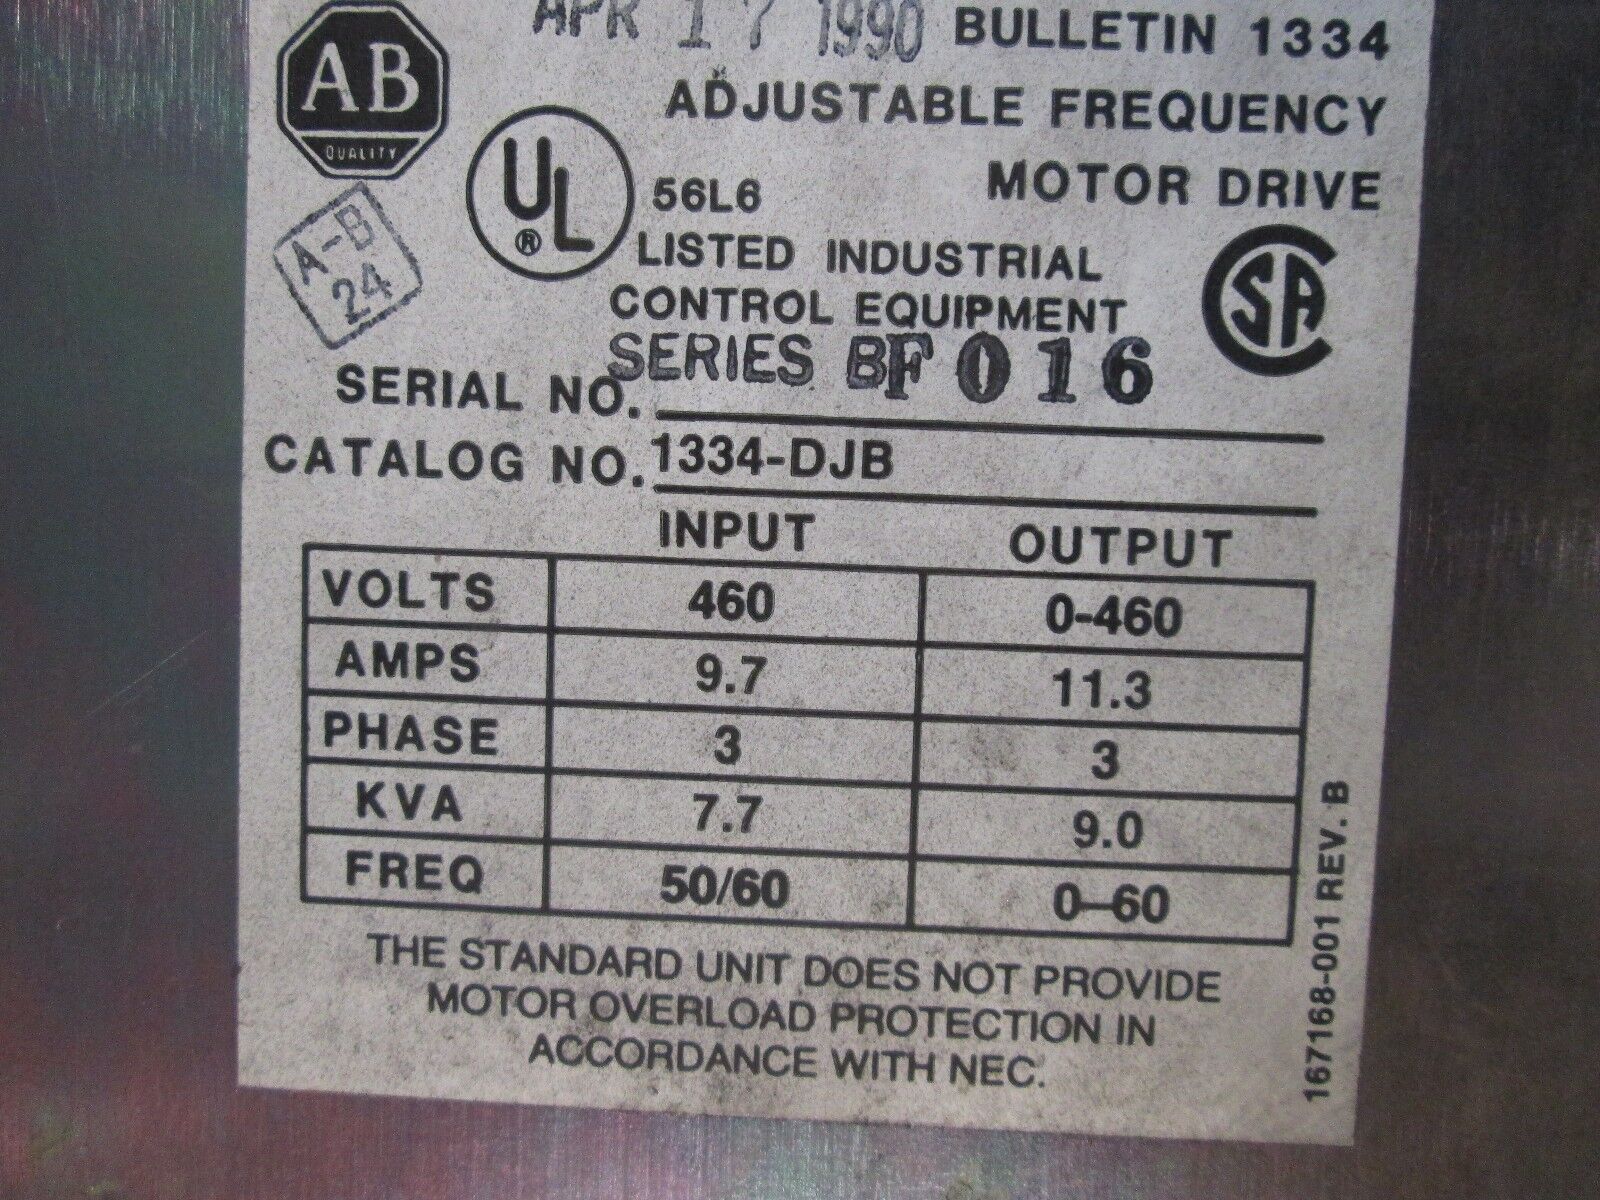 APR 17 1990 BULLETIN 1334
AB
QUALITY
ADJUSTABLE FREQUENCY
MOTOR DRIVE
UL ®
56L6
LISTED INDUSTRIAL
CONTROL EQUIPMENT
SA
A-B
24
SERIES B F016
SERIAL NO.
CATALOG NO. 1334-DJB
INPUT OUTPUT
VOLTS 460 0-460
AMPS 9.7 11.3
PHASE 3 3
KVA 7.7 9.0
FREQ 50/60 0–60
THE STANDARD UNIT DOES NOT PROVIDE
MOTOR OVERLOAD PROTECTION IN
ACCORDANCE WITH NEC.
167168-001 REV. B